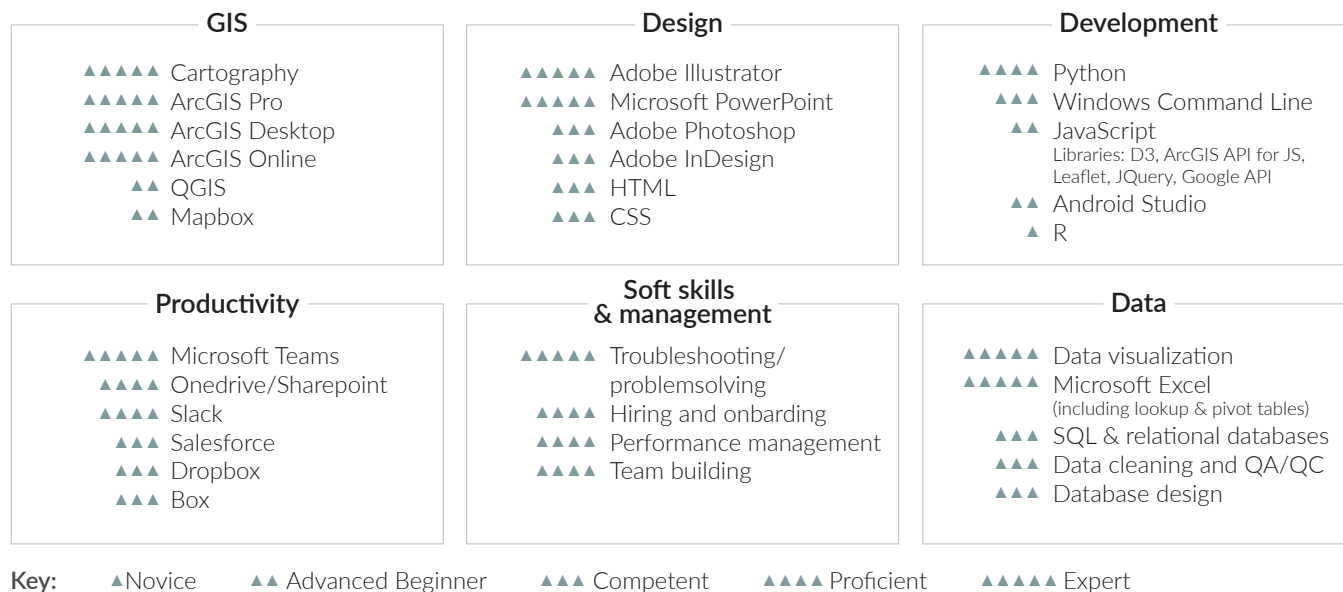 GIS
▲▲▲▲▲ Cartography
▲▲▲▲▲ ArcGIS Pro
▲▲▲▲▲ ArcGIS Desktop
▲▲▲▲▲ ArcGIS Online
▲▲ QGIS
▲▲ Mapbox
Design
▲▲▲▲▲ Adobe Illustrator
▲▲▲▲▲ Microsoft PowerPoint
▲▲▲ Adobe Photoshop
▲▲▲ Adobe InDesign
▲▲▲ HTML
▲▲▲ CSS
Development
▲▲▲▲ Python
▲▲▲ Windows Command Line
▲▲ JavaScript
Libraries: D3, ArcGIS API for JS,
Leaflet, JQuery, Google API
▲▲ Android Studio
▲ R
Productivity
▲▲▲▲▲ Microsoft Teams
▲▲▲▲ Onedrive/Sharepoint
▲▲▲▲ Slack
▲▲▲ Salesforce
▲▲▲ Dropbox
▲▲▲ Box
Soft skills
& management
▲▲▲▲▲ Troubleshooting/
problemsolving
▲▲▲▲ Hiring and onbarding
▲▲▲▲ Performance management
▲▲▲▲ Team building
Data
▲▲▲▲▲ Data visualization
▲▲▲▲▲ Microsoft Excel
(including lookup & pivot tables)
▲▲▲ SQL & relational databases
▲▲▲ Data cleaning and QA/QC
▲▲▲ Database design
Key: ▲Novice ▲▲ Advanced Beginner ▲▲▲ Competent ▲▲▲▲ Proficient ▲▲▲▲▲ Expert